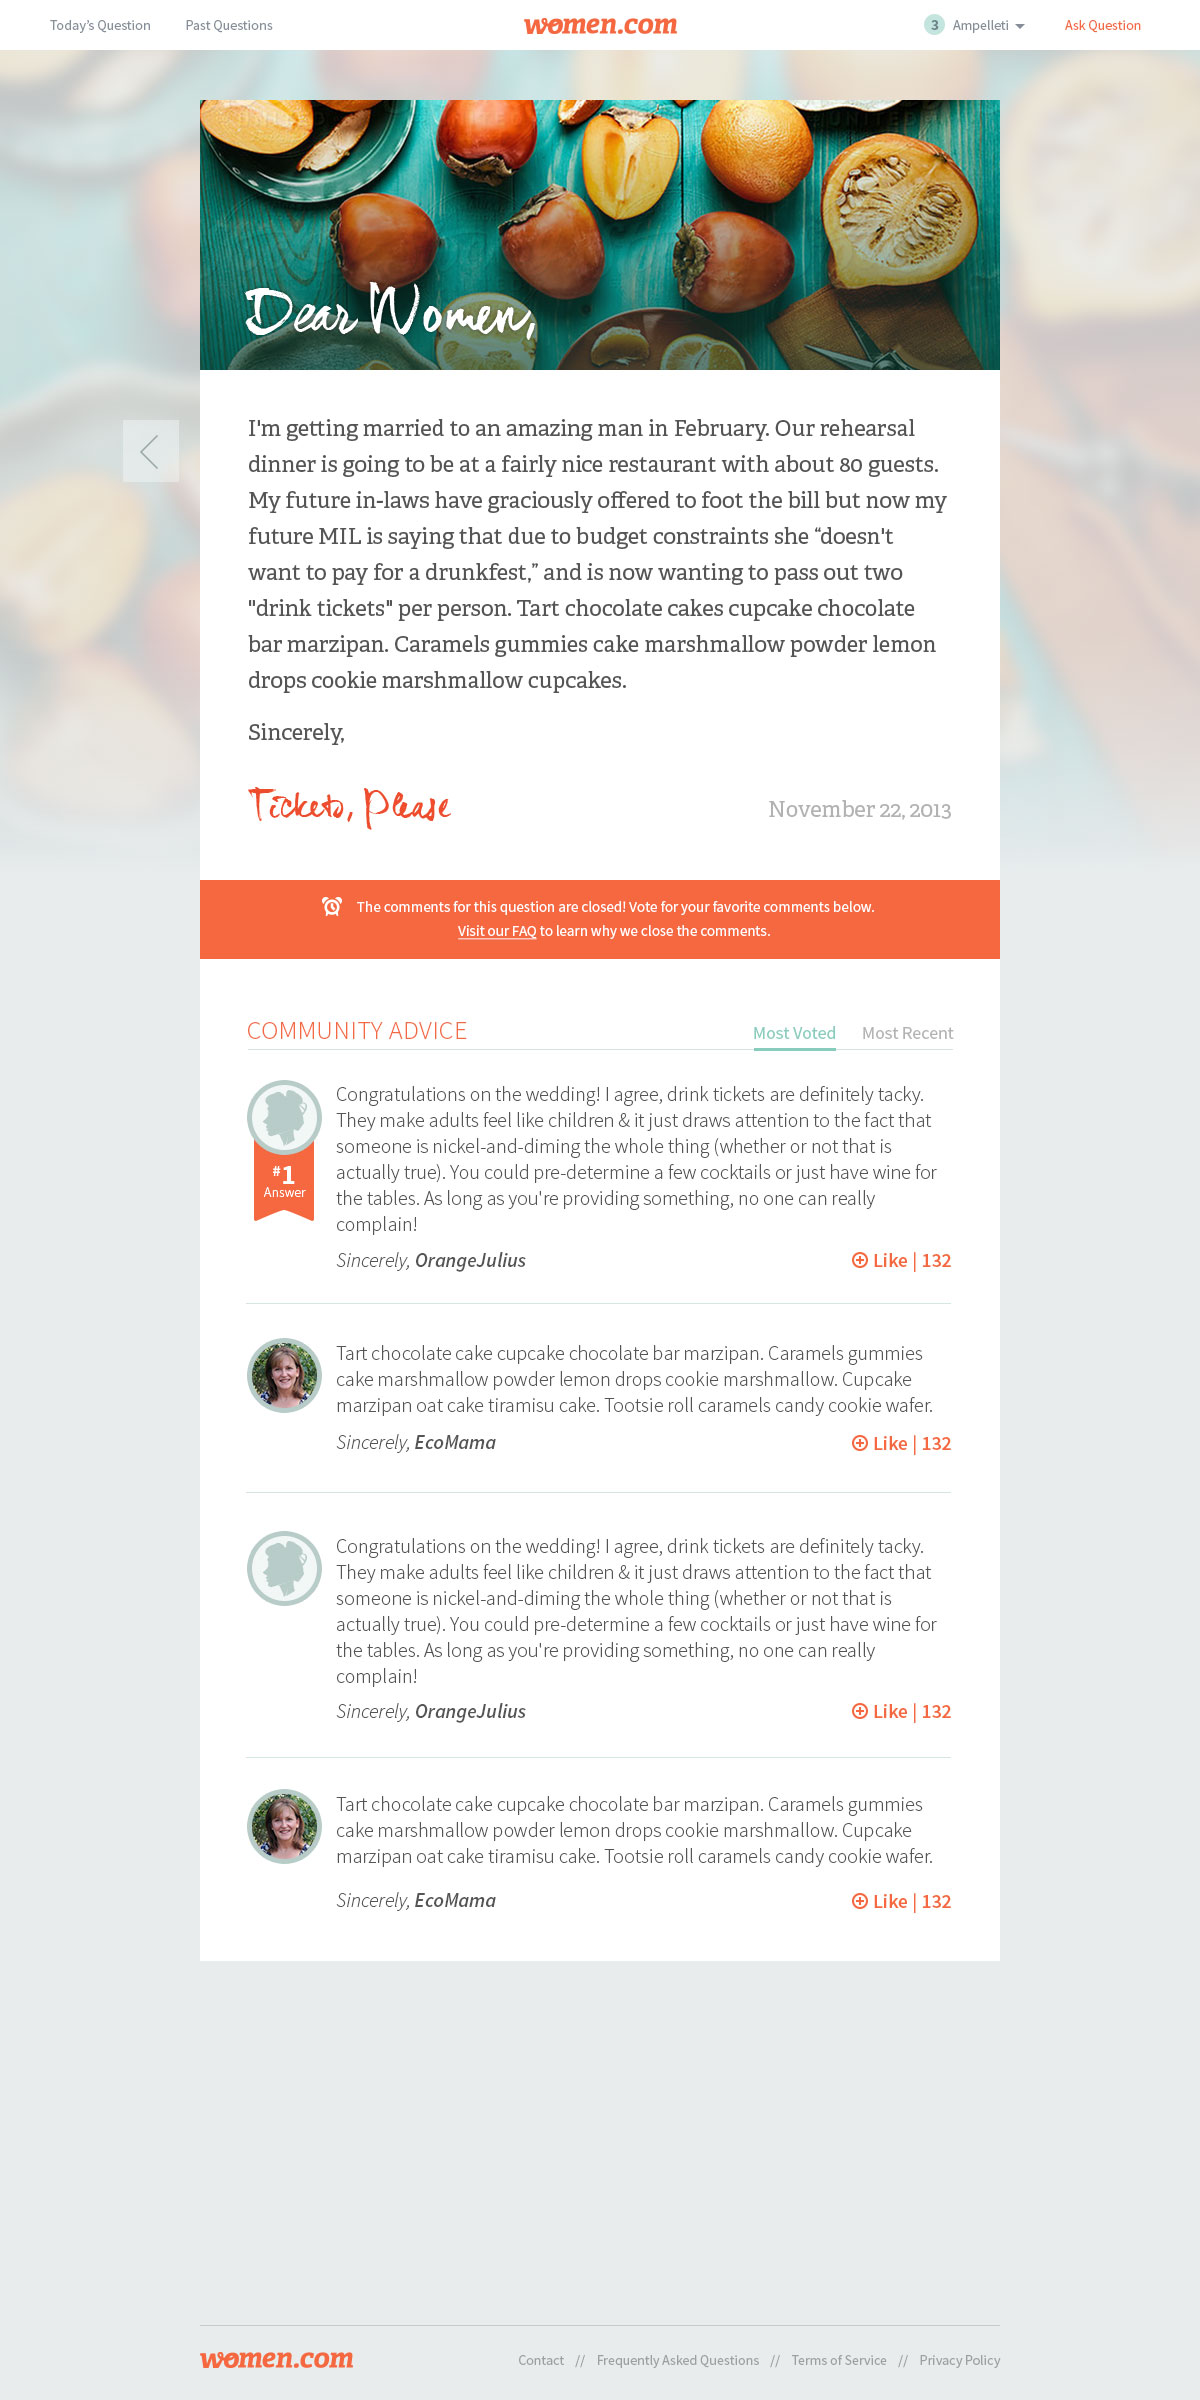 Today's Question Past Questions women.com 3 Ampelleti Ask Question
Dear Women,
I'm getting married to an amazing man in February. Our rehearsal
dinner is going to be at a fairly nice restaurant with about 80 guests.
My future in-laws have graciously offered to foot the bill but now my
future MIL is saying that due to budget constraints she “doesn't
want to pay for a drunkfest,” and is now wanting to pass out two
"drink tickets" per person. Tart chocolate cakes cupcake chocolate
bar marzipan. Caramels gummies cake marshmallow powder lemon
drops cookie marshmallow cupcakes.
Sincerely,
Tickets, Please November 22, 2013
The comments for this question are closed! Vote for your favorite comments below.
Visit our FAQ to learn why we close the comments.
COMMUNITY ADVICE Most Voted Most Recent
Congratulations on the wedding! I agree, drink tickets are definitely tacky.
They make adults feel like children & it just draws attention to the fact that
someone is nickel-and-diming the whole thing (whether or not that is
actually true). You could pre-determine a few cocktails or just have wine for
the tables. As long as you're providing something, no one can really
complain!
#1
Answer
Sincerely, OrangeJulius Like | 132
Tart chocolate cake cupcake chocolate bar marzipan. Caramels gummies
cake marshmallow powder lemon drops cookie marshmallow. Cupcake
marzipan oat cake tiramisu cake. Tootsie roll caramels candy cookie wafer.
Sincerely, EcoMama Like | 132
Congratulations on the wedding! I agree, drink tickets are definitely tacky.
They make adults feel like children & it just draws attention to the fact that
someone is nickel-and-diming the whole thing (whether or not that is
actually true). You could pre-determine a few cocktails or just have wine for
the tables. As long as you're providing something, no one can really
complain!
Sincerely, OrangeJulius Like | 132
Tart chocolate cake cupcake chocolate bar marzipan. Caramels gummies
cake marshmallow powder lemon drops cookie marshmallow. Cupcake
marzipan oat cake tiramisu cake. Tootsie roll caramels candy cookie wafer.
Sincerely, EcoMama Like | 132
women.com Contact // Frequently Asked Questions // Terms of Service // Privacy Policy